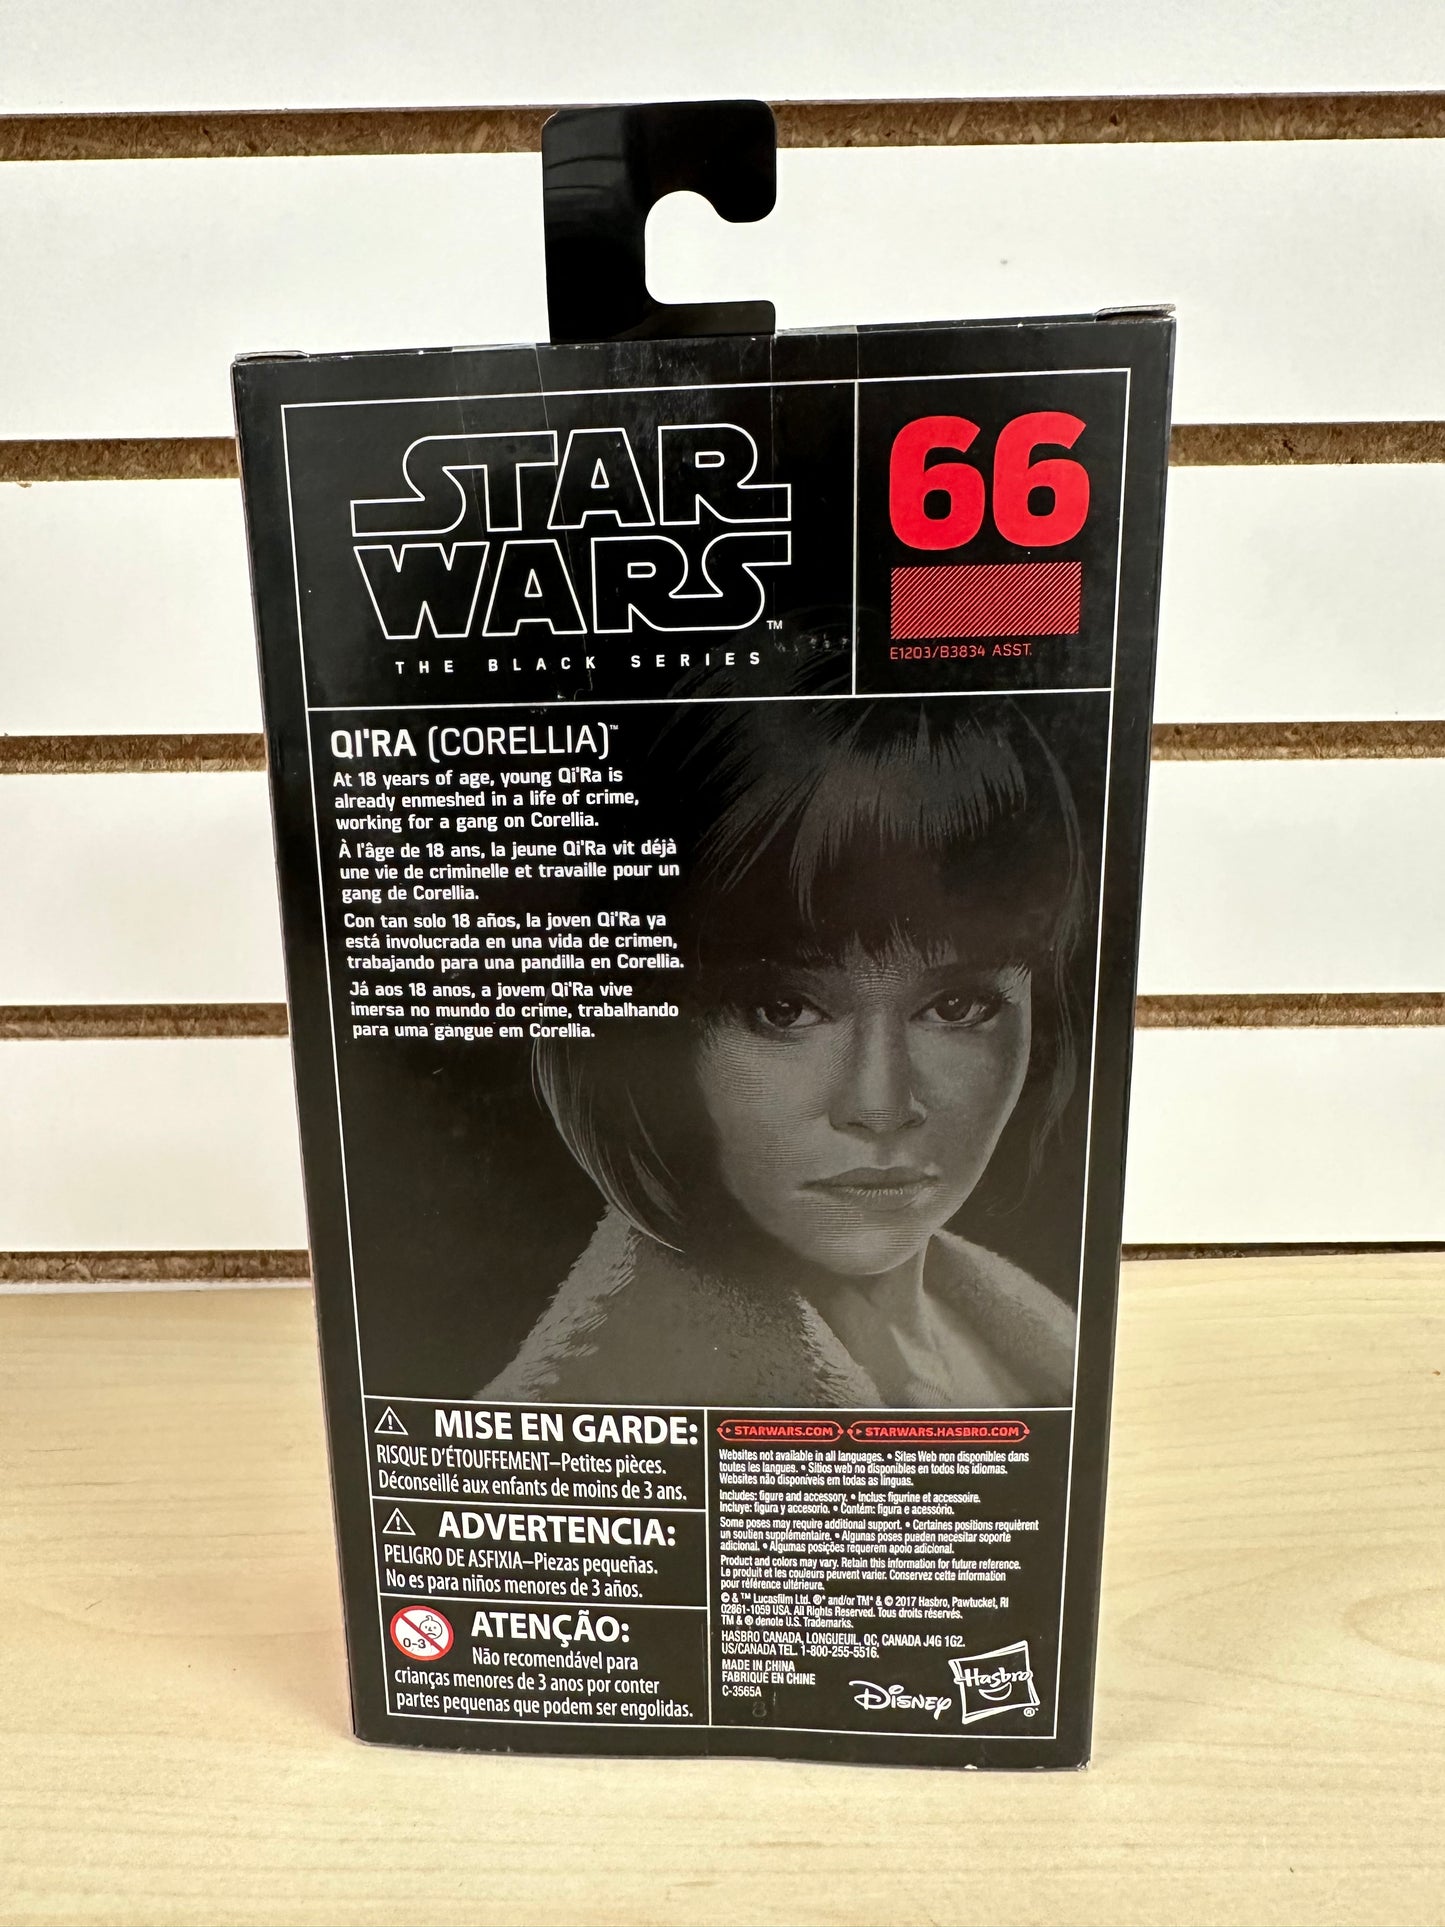 STAR
WARS™
THE BLACK SERIES
66
E1203/B3834 ASST.
QI'RA (CORELLIA)™
At 18 years of age, young Qi'Ra is
already enmeshed in a life of crime,
working for a gang on Corellia.
À l'âge de 18 ans, la jeune Qi'Ra vit déjà
une vie de criminelle et travaille pour un
gang de Corellia.
Con tan solo 18 años, la joven Qi'Ra ya
está involucrada en una vida de crimen,
trabajando para una pandilla en Corellia.
Já aos 18 anos, a jovem Qi'Ra vive
imersa no mundo do crime, trabalhando
para uma gangue em Corellia.
MISE EN GARDE:
RISQUE D'ÉTOUFFEMENT–Petites pièces.
Déconseillé aux enfants de moins de 3 ans.
ADVERTENCIA:
PELIGRO DE ASFIXIA–Piezas pequeñas.
No es para niños menores de 3 años.
0-3
ATENÇÃO:
Não recomendável para
crianças menores de 3 anos por conter
partes pequenas que podem ser engolidas.
STARWARS.COM STARWARS.HASBRO.COM
Websites not available in all languages. • Sites Web non disponibles dans
toutes les langues. • Sitios web no disponibles en todos los idiomas.
Websites não disponíveis em todas as línguas.
Includes: figure and accessory. • Inclus: figurine et accessoire.
Incluye: figura y accesorio. • Contém: figura e acessório.
Some poses may require additional support. • Certaines positions requièrent
un soutien supplémentaire. • Algunas poses pueden necesitar soporte
adicional. • Algumas posições requerem apoio adicional.
Product and colors may vary. Retain this information for future reference.
Le produit et les couleurs peuvent varier. Conservez cette information
pour référence ultérieure.
© & ™ Lucasfilm Ltd. ®* and/or TM* & © 2017 Hasbro, Pawtucket, RI
02861-1059 USA. All Rights Reserved. Tous droits réservés.
TM & ® denote U.S. Trademarks.
HASBRO CANADA, LONGUEUIL, QC, CANADA J4G 1G2.
US/CANADA TEL. 1-800-255-5516.
MADE IN CHINA
FABRIQUÉ EN CHINE
C-3565A
8
Disney
Hasbro®